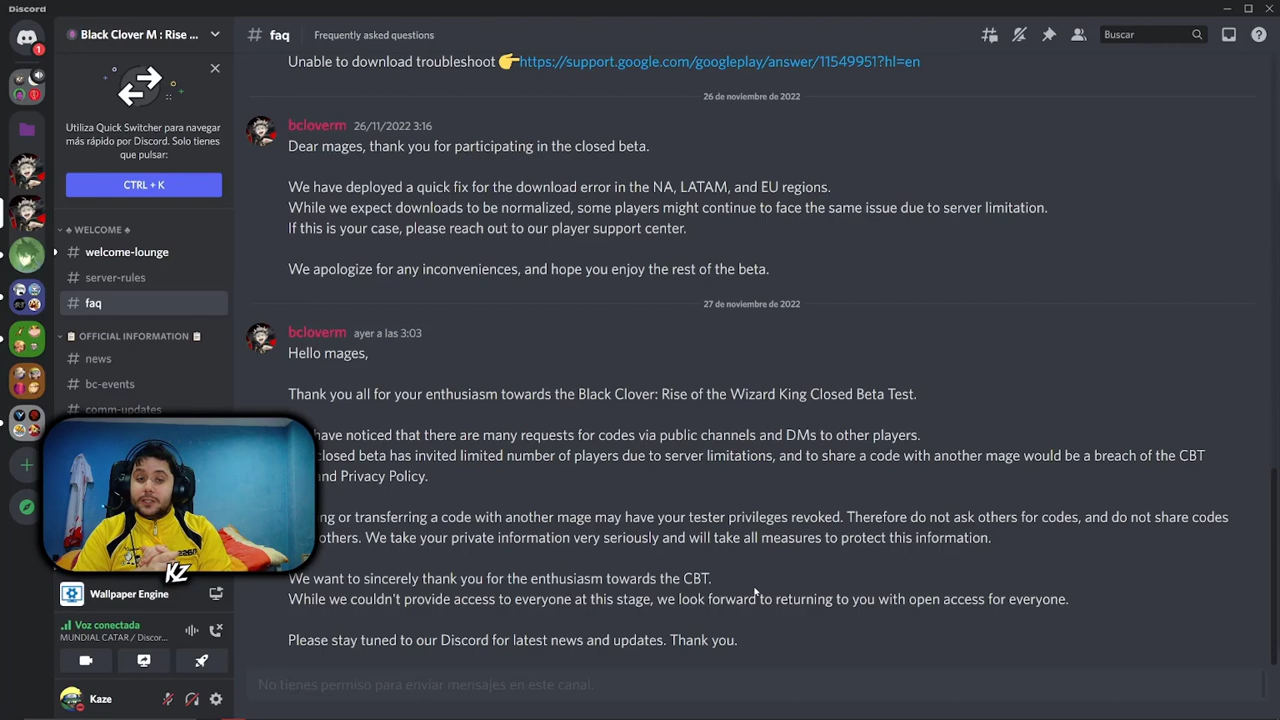 Discord
Black Clover M : Rise ...
# faq
Frequently asked questions
Buscar
1
Utiliza Quick Switcher para navegar
más rápido por Discord. Solo tienes
que pulsar:
CTRL + K
♣ WELCOME ♣
# welcome-lounge
# server-rules
# faq
📋 OFFICIAL INFORMATION 📋
# news
# bc-events
# comm-updates
Wallpaper Engine
Voz conectada
MUNDIAL CATAR / Discor...
Kaze
Unable to download troubleshoot 👉https://support.google.com/googleplay/answer/11549951?hl=en
26 de noviembre de 2022
bcloverm 26/11/2022 3:16
Dear mages, thank you for participating in the closed beta.
We have deployed a quick fix for the download error in the NA, LATAM, and EU regions.
While we expect downloads to be normalized, some players might continue to face the same issue due to server limitation.
If this is your case, please reach out to our player support center.
We apologize for any inconveniences, and hope you enjoy the rest of the beta.
27 de noviembre de 2022
bcloverm ayer a las 3:03
Hello mages,
Thank you all for your enthusiasm towards the Black Clover: Rise of the Wizard King Closed Beta Test.
have noticed that there are many requests for codes via public channels and DMs to other players.
closed beta has invited limited number of players due to server limitations, and to share a code with another mage would be a breach of the CBT
and Privacy Policy.
or transferring a code with another mage may have your tester privileges revoked. Therefore do not ask others for codes, and do not share codes
others. We take your private information very seriously and will take all measures to protect this information.
We want to sincerely thank you for the enthusiasm towards the CBT.
While we couldn't provide access to everyone at this stage, we look forward to returning to you with open access for everyone.
Please stay tuned to our Discord for latest news and updates. Thank you.
No tienes permiso para enviar mensajes en este canal.
KZ